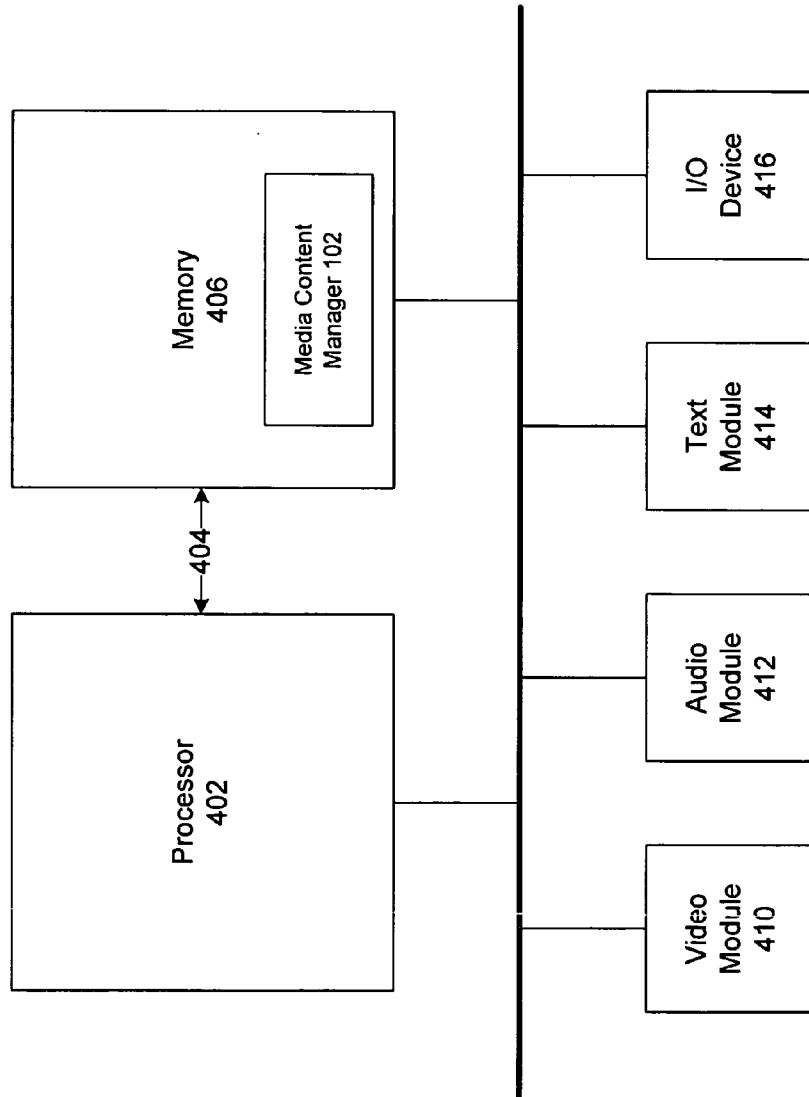 Processor
402
404
Memory
406
Media Content
Manager 102
Video
Module
410
Audio
Module
412
Text
Module
414
I/O
Device
416